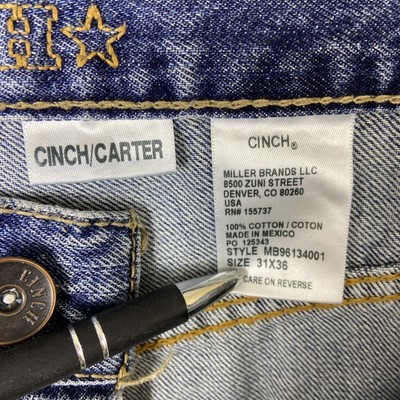 H
CINCH/CARTER
CINCH®
MILLER BRANDS LLC
8500 ZUNI STREET
DENVER, CO 80260
USA
RN# 155737
100% COTTON / COTON
MADE IN MEXICO
PO 125343
STYLE MB96134001
SIZE 31X36
CARE ON REVERSE
CINCH